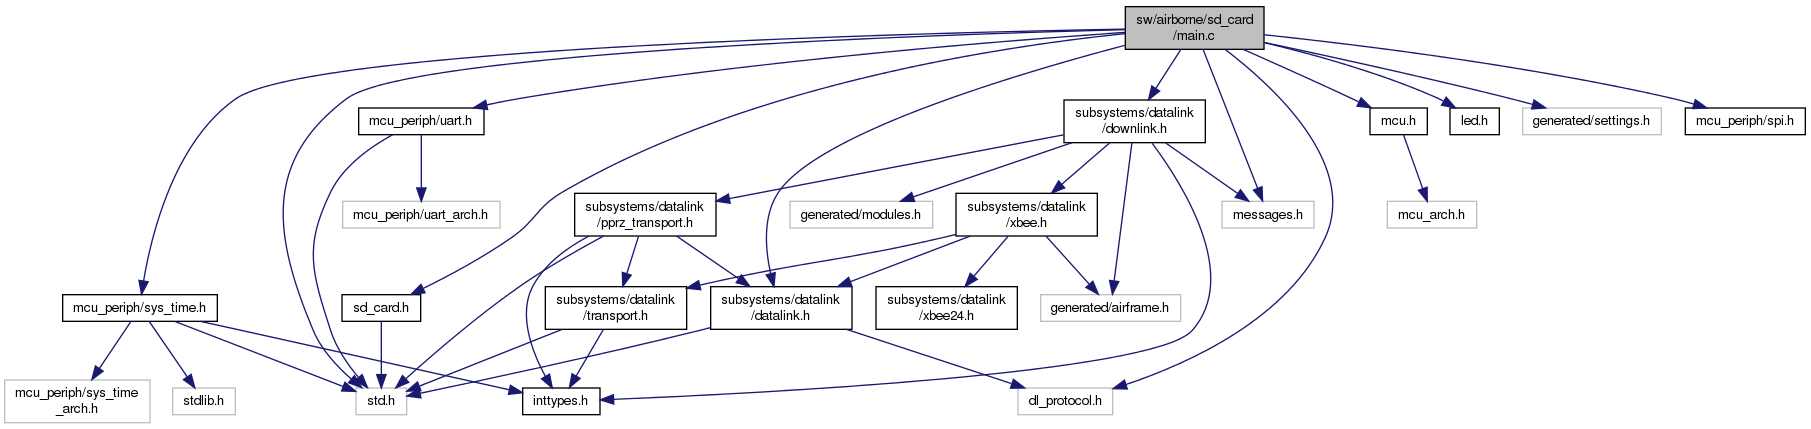 sw/airborne/sd_card
/main.c
mcu_periph/uart.h
subsystems/datalink
/downlink.h
mcu.h
led.h
generated/settings.h
mcu_periph/spi.h
mcu_periph/uart_arch.h
subsystems/datalink
/pprz_transport.h
generated/modules.h
subsystems/datalink
/xbee.h
messages.h
mcu_arch.h
mcu_periph/sys_time.h
sd_card.h
subsystems/datalink
/transport.h
subsystems/datalink
/datalink.h
subsystems/datalink
/xbee24.h
generated/airframe.h
mcu_periph/sys_time
_arch.h
stdlib.h
std.h
inttypes.h
dl_protocol.h